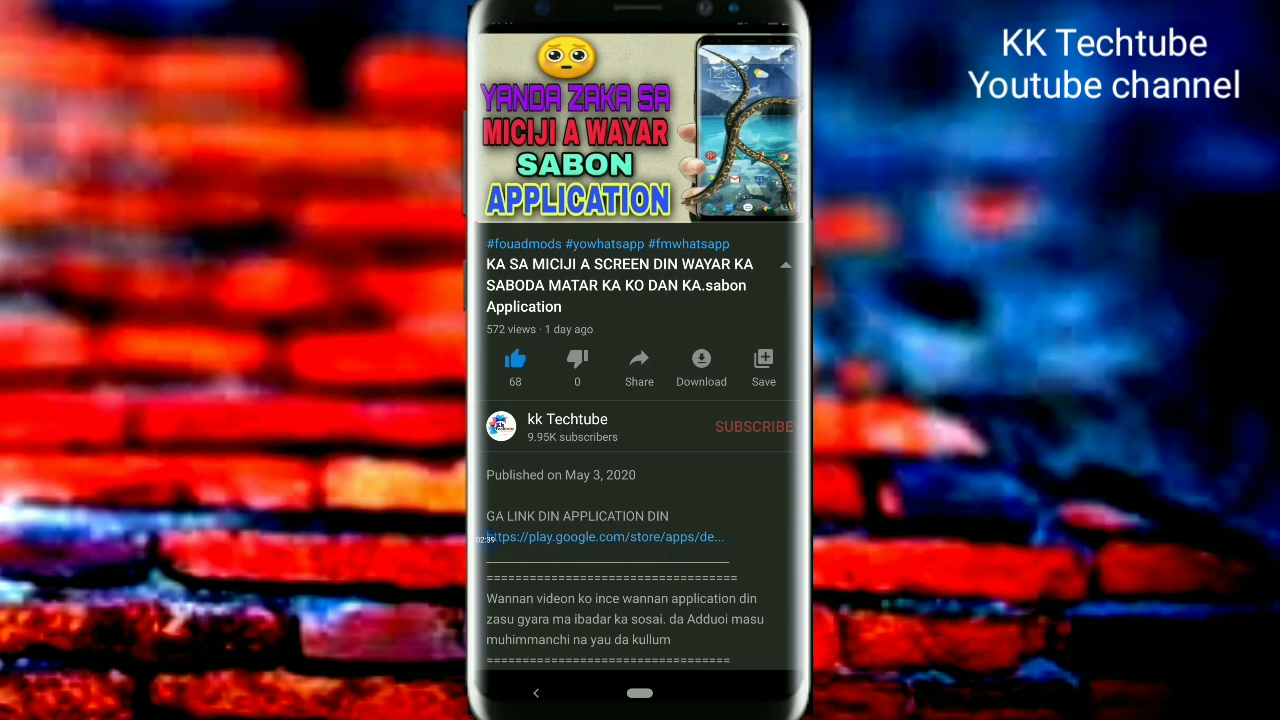 KK Techtube
Youtube channel
YANDA ZAKA SA
MICIJI A WAYAR
SABON
APPLICATION
#fouadmods #yowhatsapp #fmwhatsapp
KA SA MICIJI A SCREEN DIN WAYAR KA
SABODA MATAR KA KO DAN KA.sabon
Application
572 views · 1 day ago
68
0
Share
Download
Save
kk Techtube
9.95K subscribers
SUBSCRIBE
Published on May 3, 2020
GA LINK DIN APPLICATION DIN
02:39
https://play.google.com/store/apps/de...
==================================
Wannan videon ko ince wannan application din
zasu gyara ma ibadar ka sosai. da Adduoi masu
muhimmanchi na yau da kullum
=================================